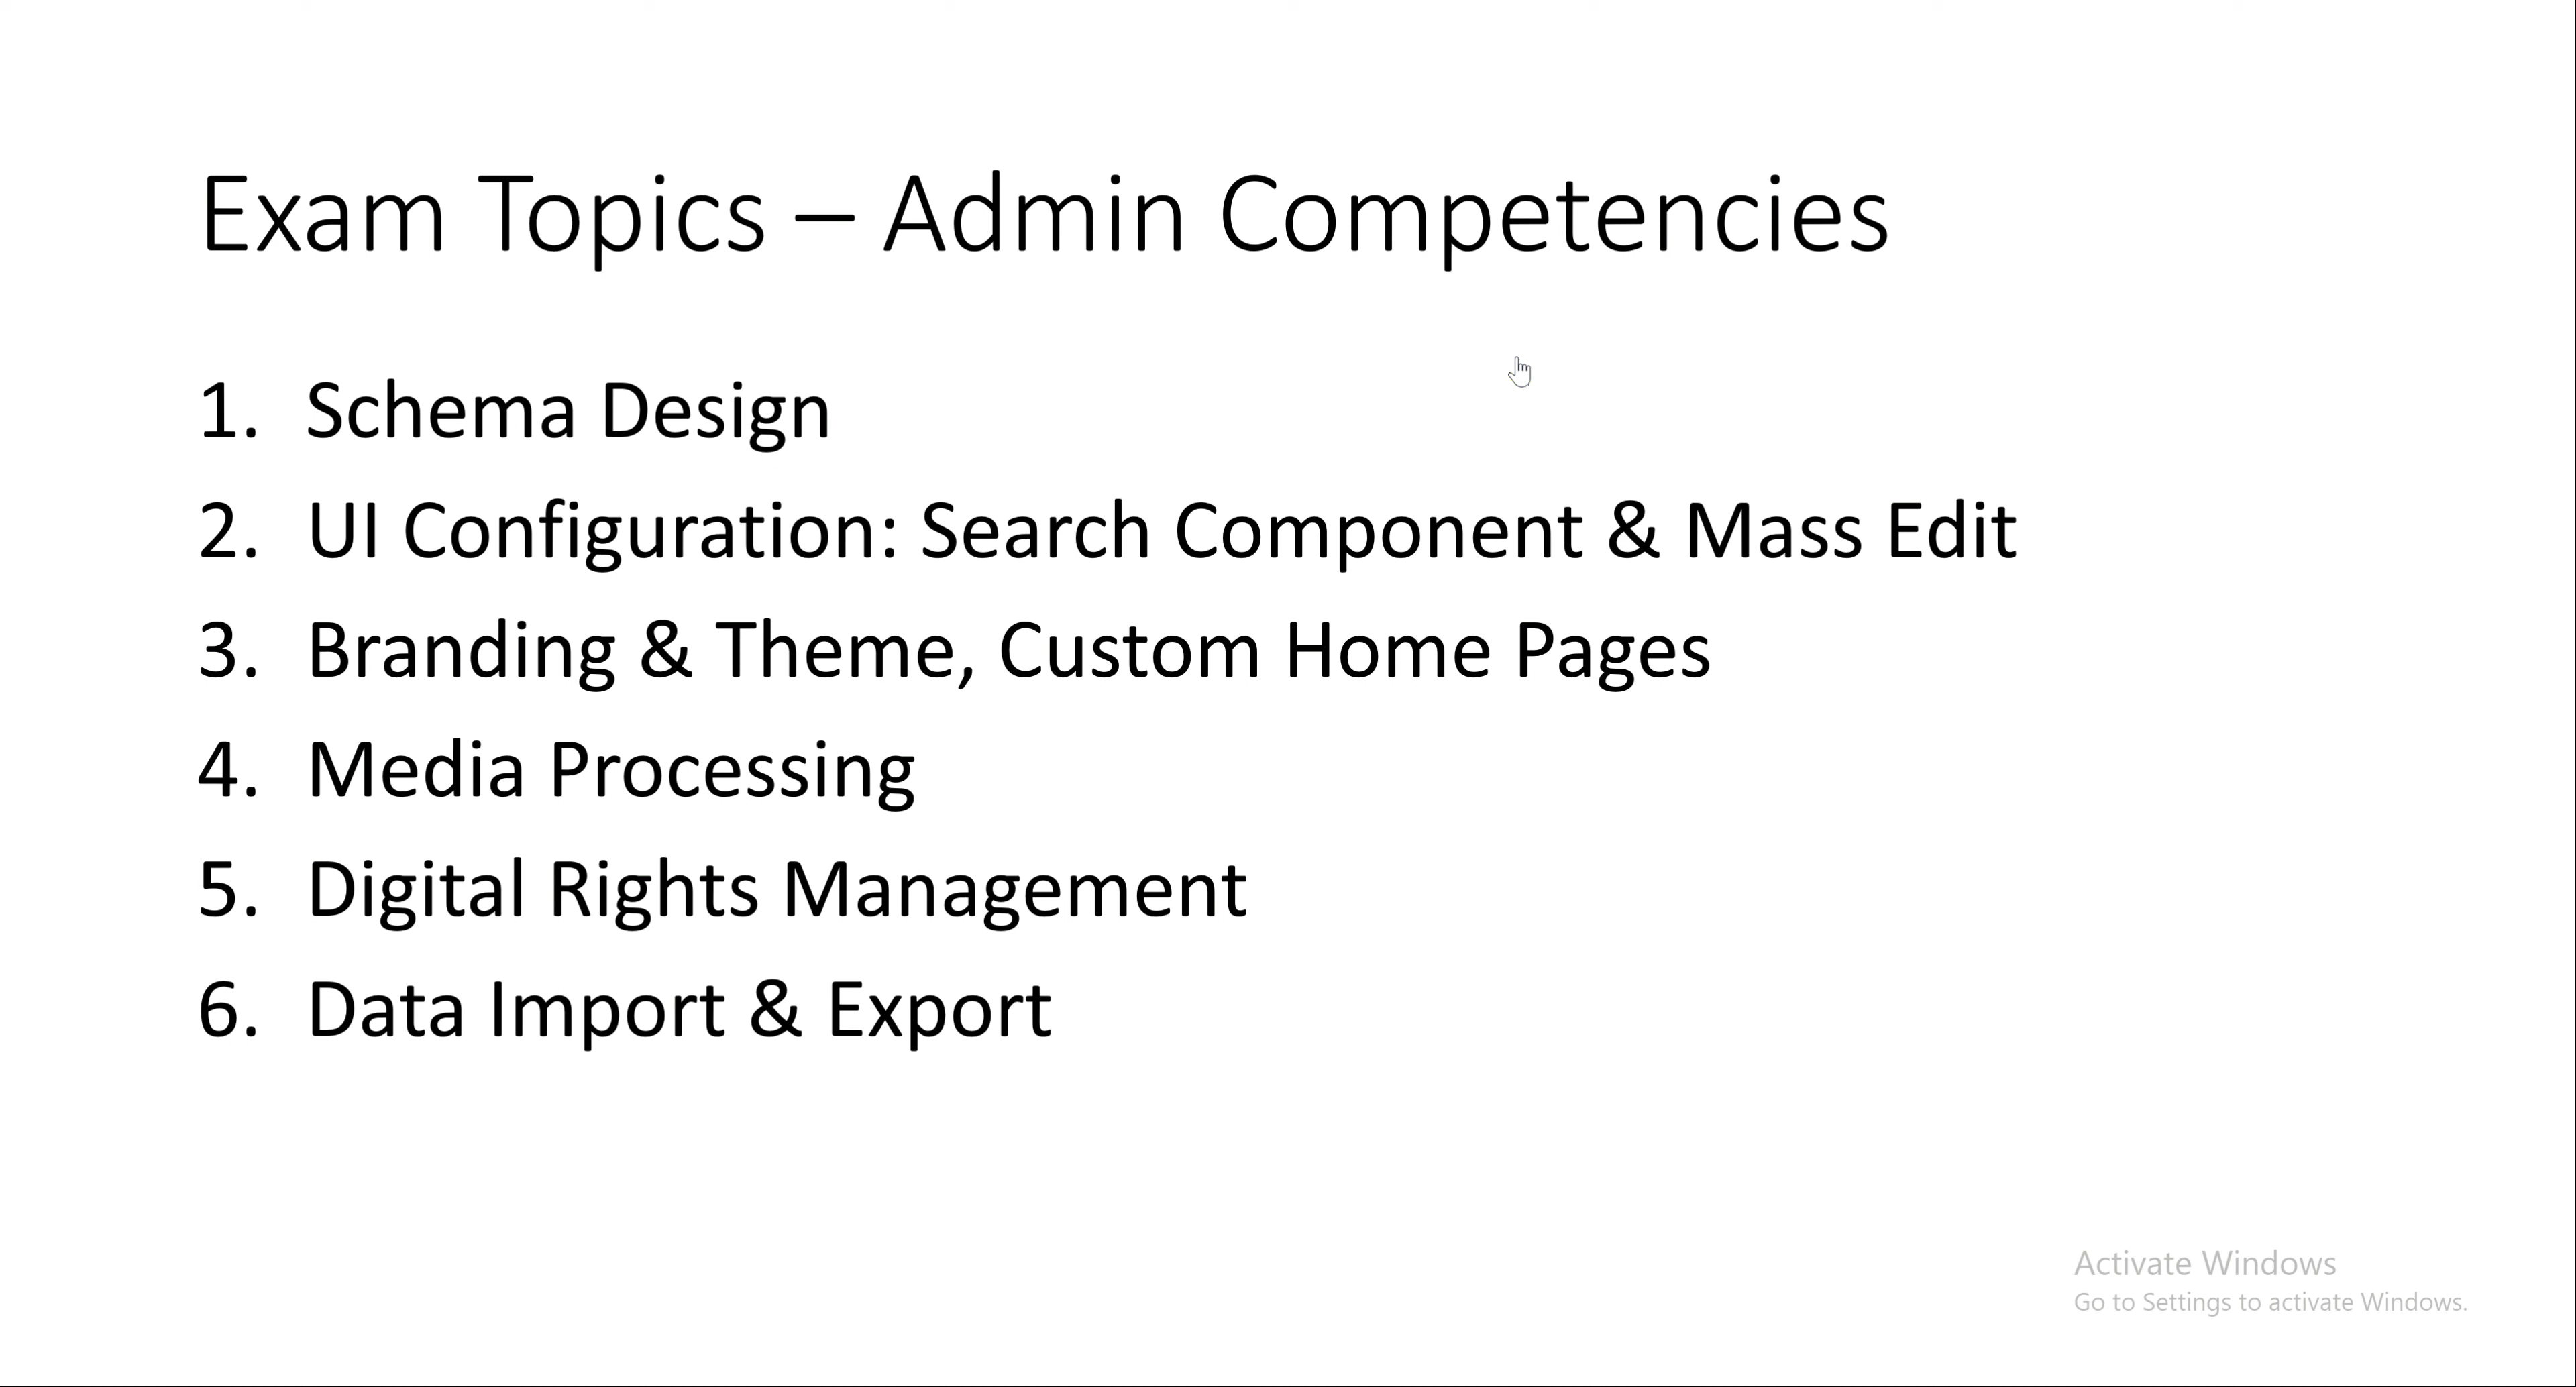 Exam Topics – Admin Competencies
1. Schema Design
2. UI Configuration: Search Component & Mass Edit
3. Branding & Theme, Custom Home Pages
4. Media Processing
5. Digital Rights Management
6. Data Import & Export
Activate Windows
Go to Settings to activate Windows.